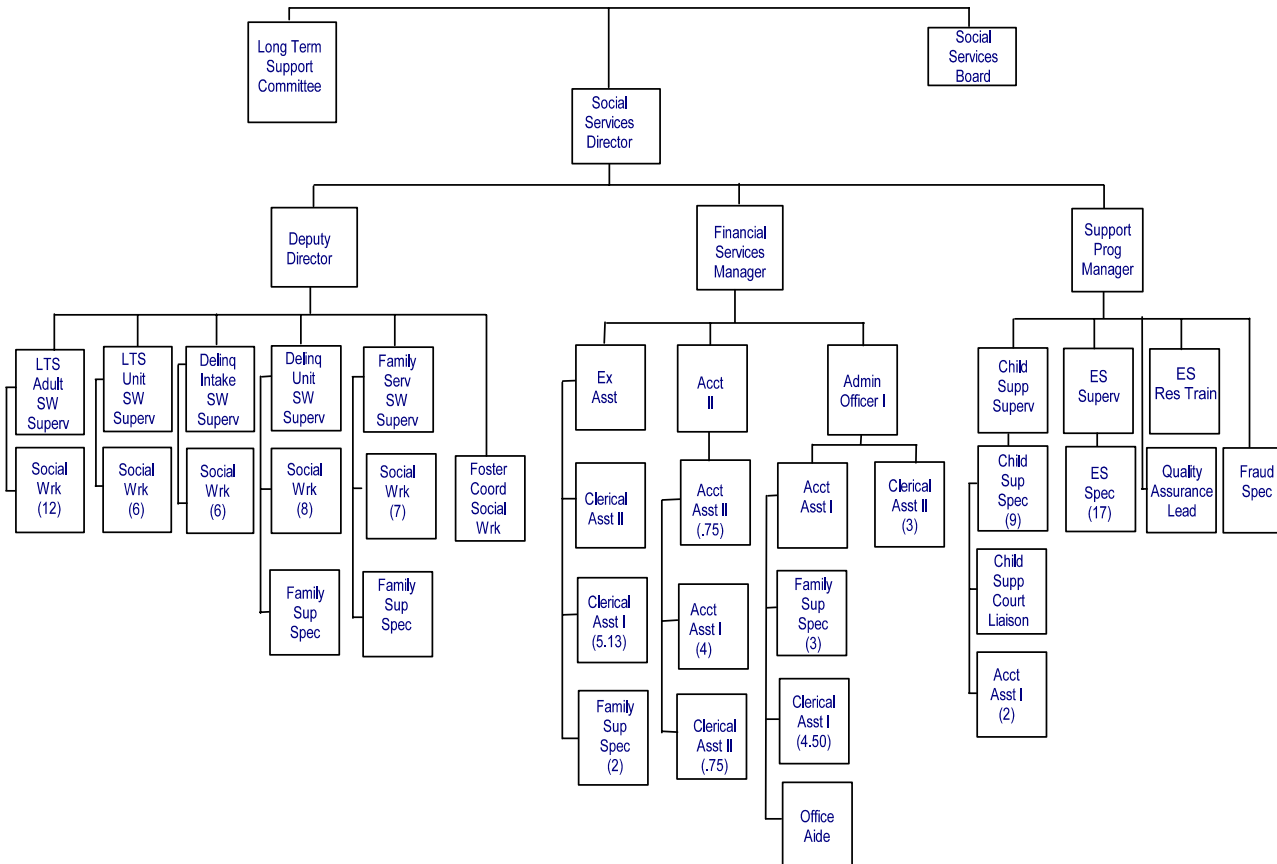 Long Term
Support
Committee
Social
Services
Board
Social
Services
Director
Deputy
Director
Financial
Services
Manager
Support
Prog
Manager
LTS
Adult
SW
Superv
LTS
Unit
SW
Superv
Delinq
Intake
SW
Superv
Delinq
Unit
SW
Superv
Family
Serv
SW
Superv
Ex
Asst
Acct
II
Admin
Officer I
Child
Supp
Superv
ES
Superv
ES
Res Train
Social
Wrk
(12)
Social
Wrk
(6)
Social
Wrk
(6)
Social
Wrk
(8)
Social
Wrk
(7)
Foster
Coord
Social
Wrk
Clerical
Asst II
Acct
Asst II
(.75)
Acct
Asst I
Clerical
Asst II
(3)
Child
Sup
Spec
(9)
ES
Spec
(17)
Quality
Assurance
Lead
Fraud
Spec
Family
Sup
Spec
Family
Sup
Spec
Clerical
Asst I
(5.13)
Acct
Asst I
(4)
Family
Sup
Spec
(3)
Child
Supp
Court
Liaison
Family
Sup
Spec
(2)
Clerical
Asst II
(.75)
Clerical
Asst I
(4.50)
Acct
Asst I
(2)
Office
Aide